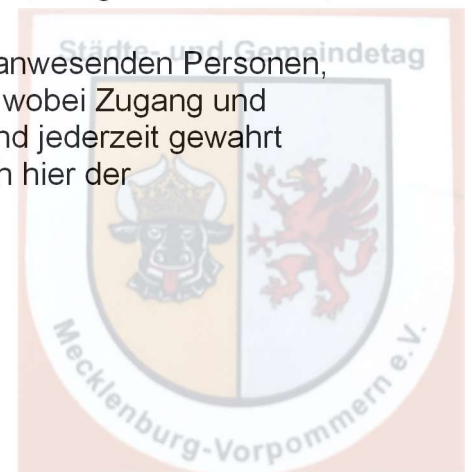 Städte- und Gemeindetag
anwesenden Personen,
wobei Zugang und
nd jederzeit gewahrt
n hier der
Mecklenburg-Vorpommern e.V.